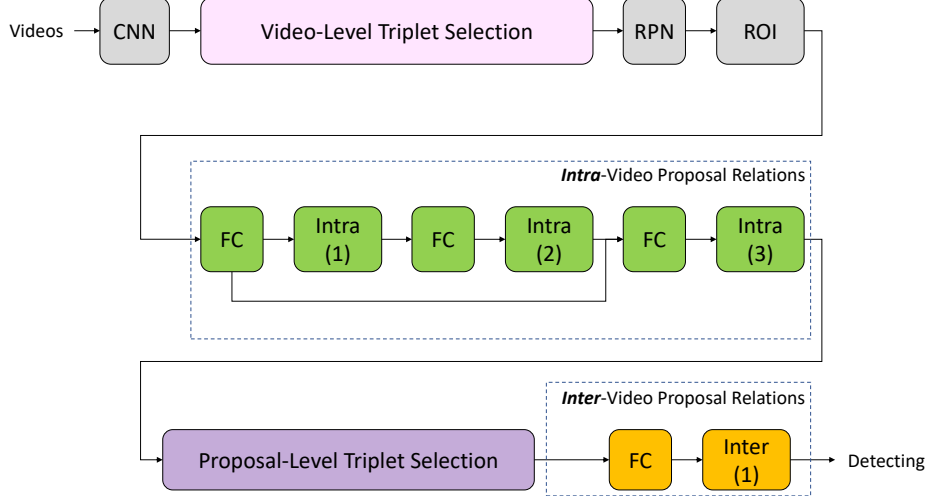 Videos
CNN
Video-Level Triplet Selection
RPN
ROI
Intra-Video Proposal Relations
FC
Intra
(1)
FC
Intra
(2)
FC
Intra
(3)
Inter-Video Proposal Relations
Proposal-Level Triplet Selection
FC
Inter
(1)
Detecting